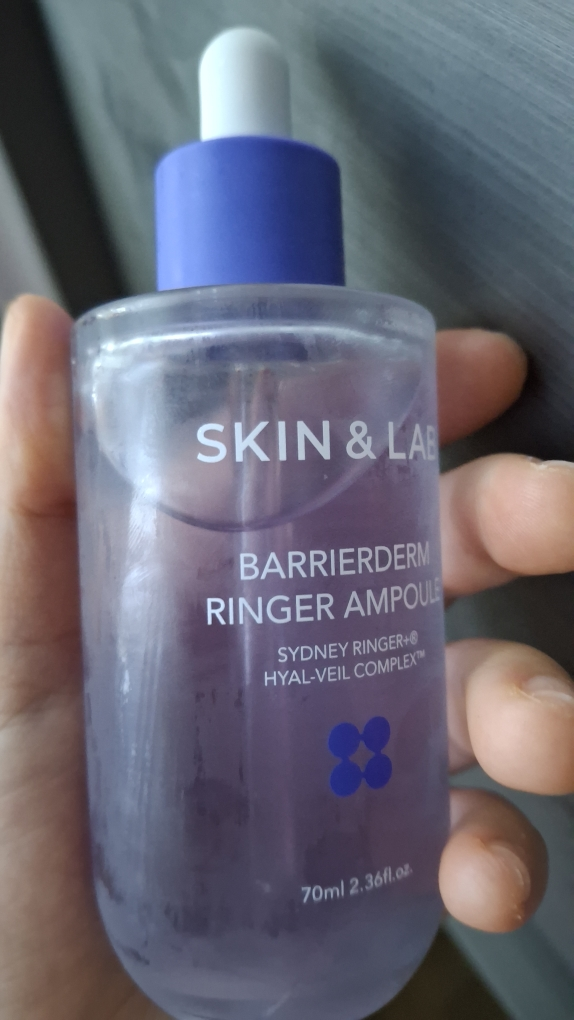 SKIN & LAB
BARRIERDERM
RINGER AMPOULE
SYDNEY RINGER+®
HYAL-VEIL COMPLEX™
70ml 2.36fl.oz.